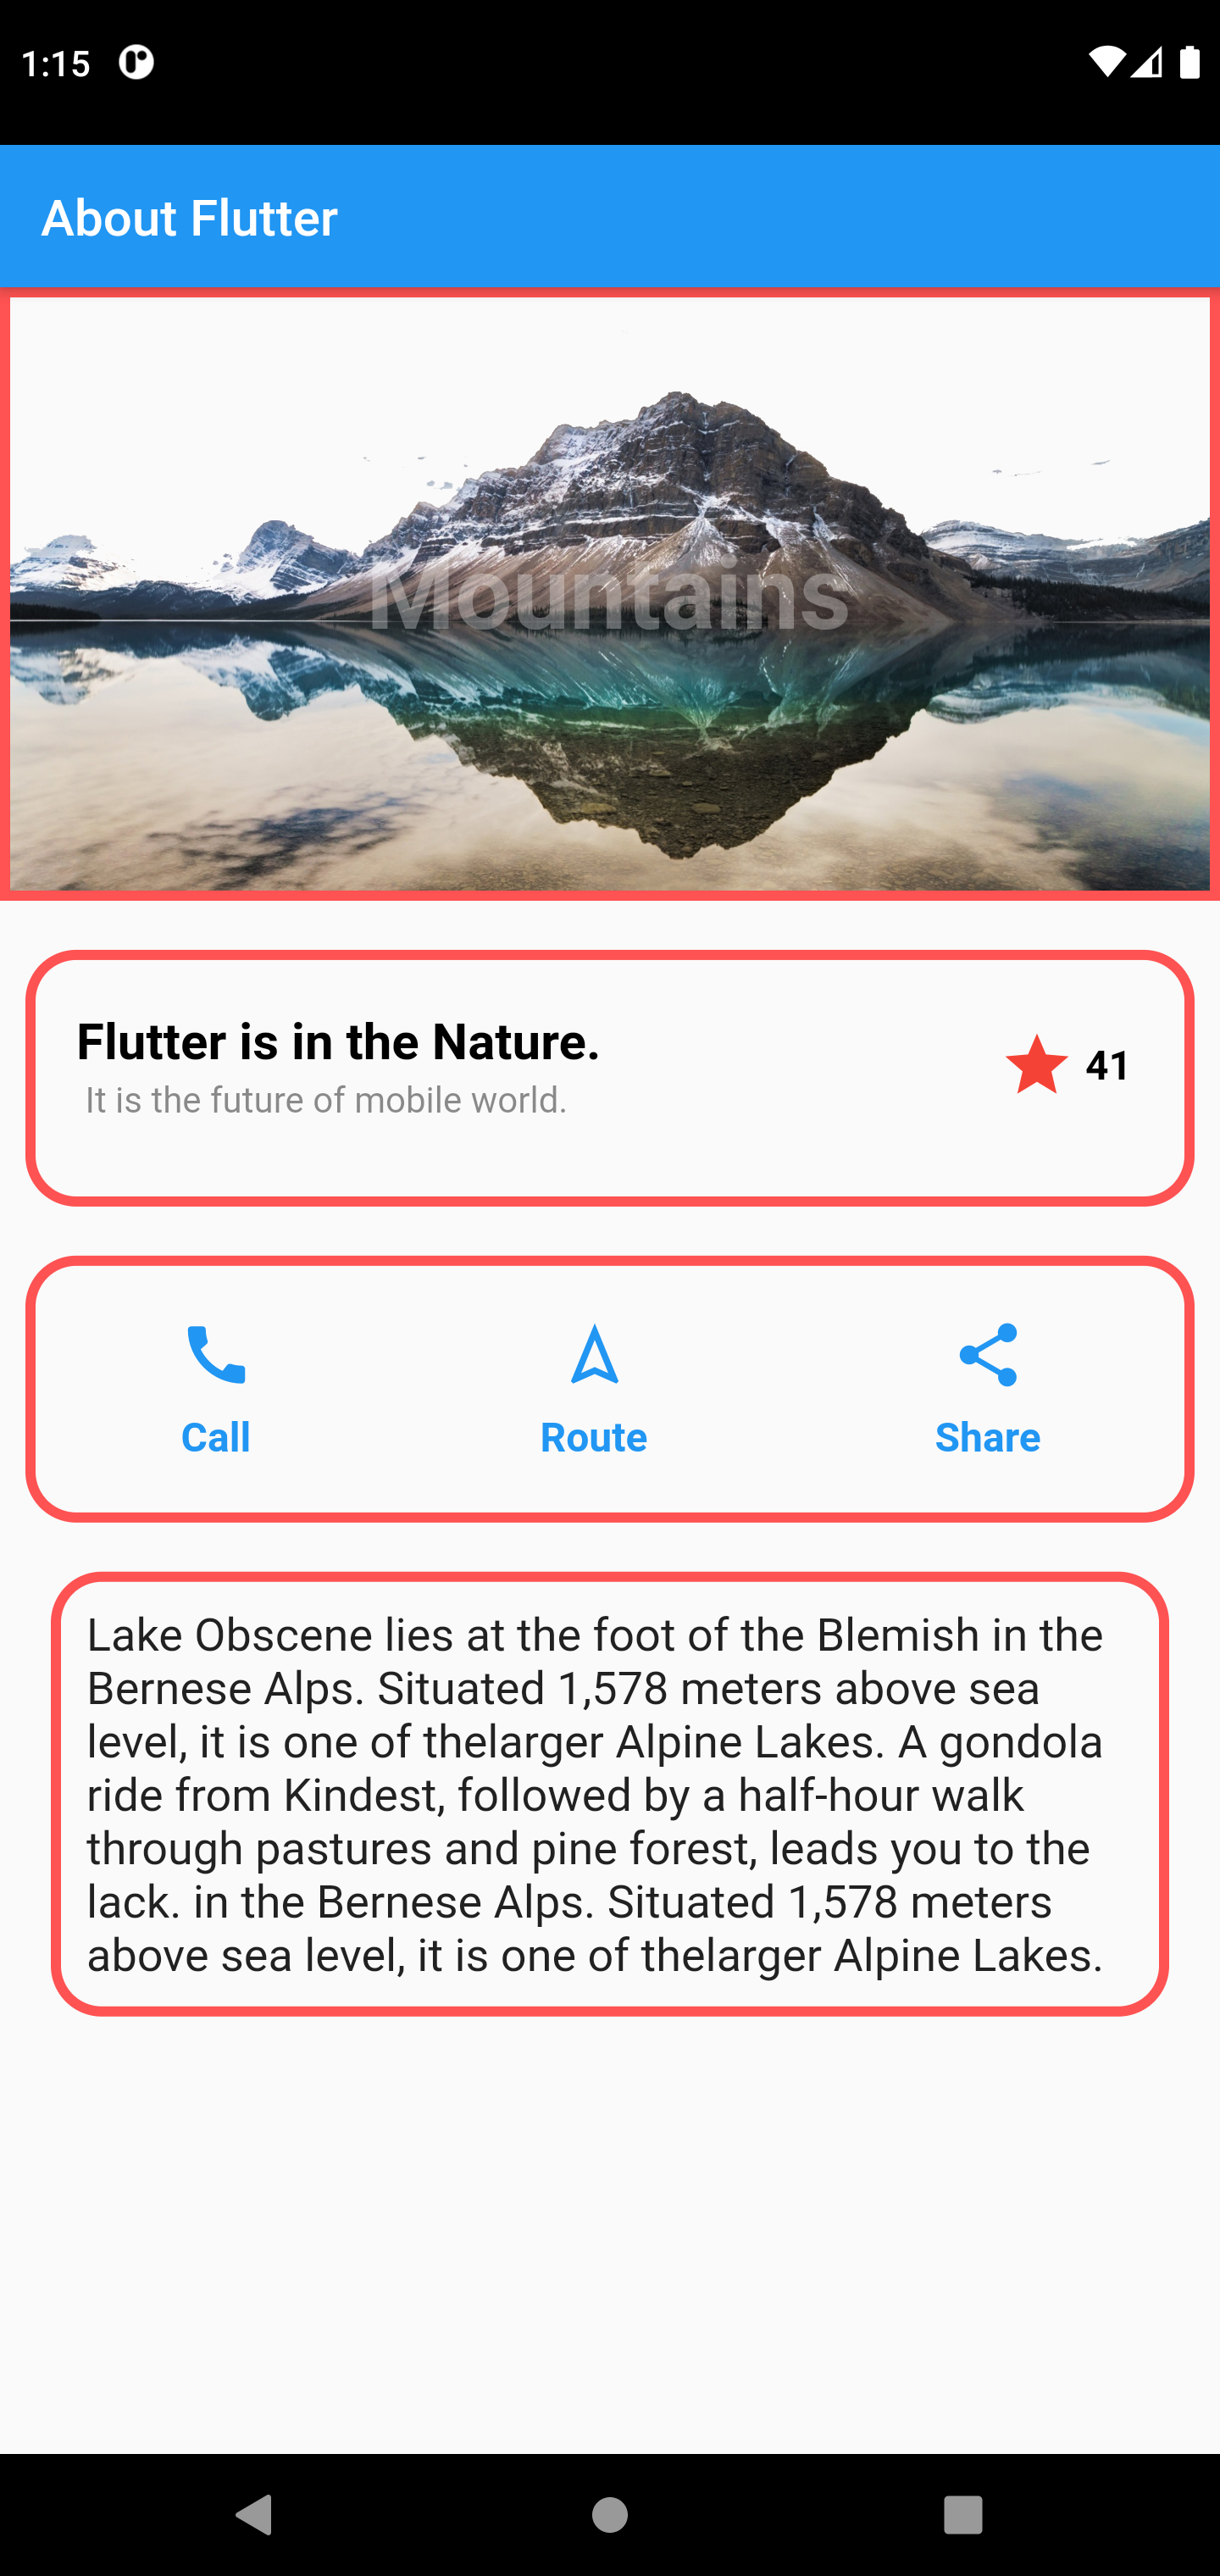 1:15
About Flutter
Mountains
Flutter is in the Nature.
It is the future of mobile world.
41
Call
Route
Share
Lake Obscene lies at the foot of the Blemish in the
Bernese Alps. Situated 1,578 meters above sea
level, it is one of thelarger Alpine Lakes. A gondola
ride from Kindest, followed by a half-hour walk
through pastures and pine forest, leads you to the
lack. in the Bernese Alps. Situated 1,578 meters
above sea level, it is one of thelarger Alpine Lakes.